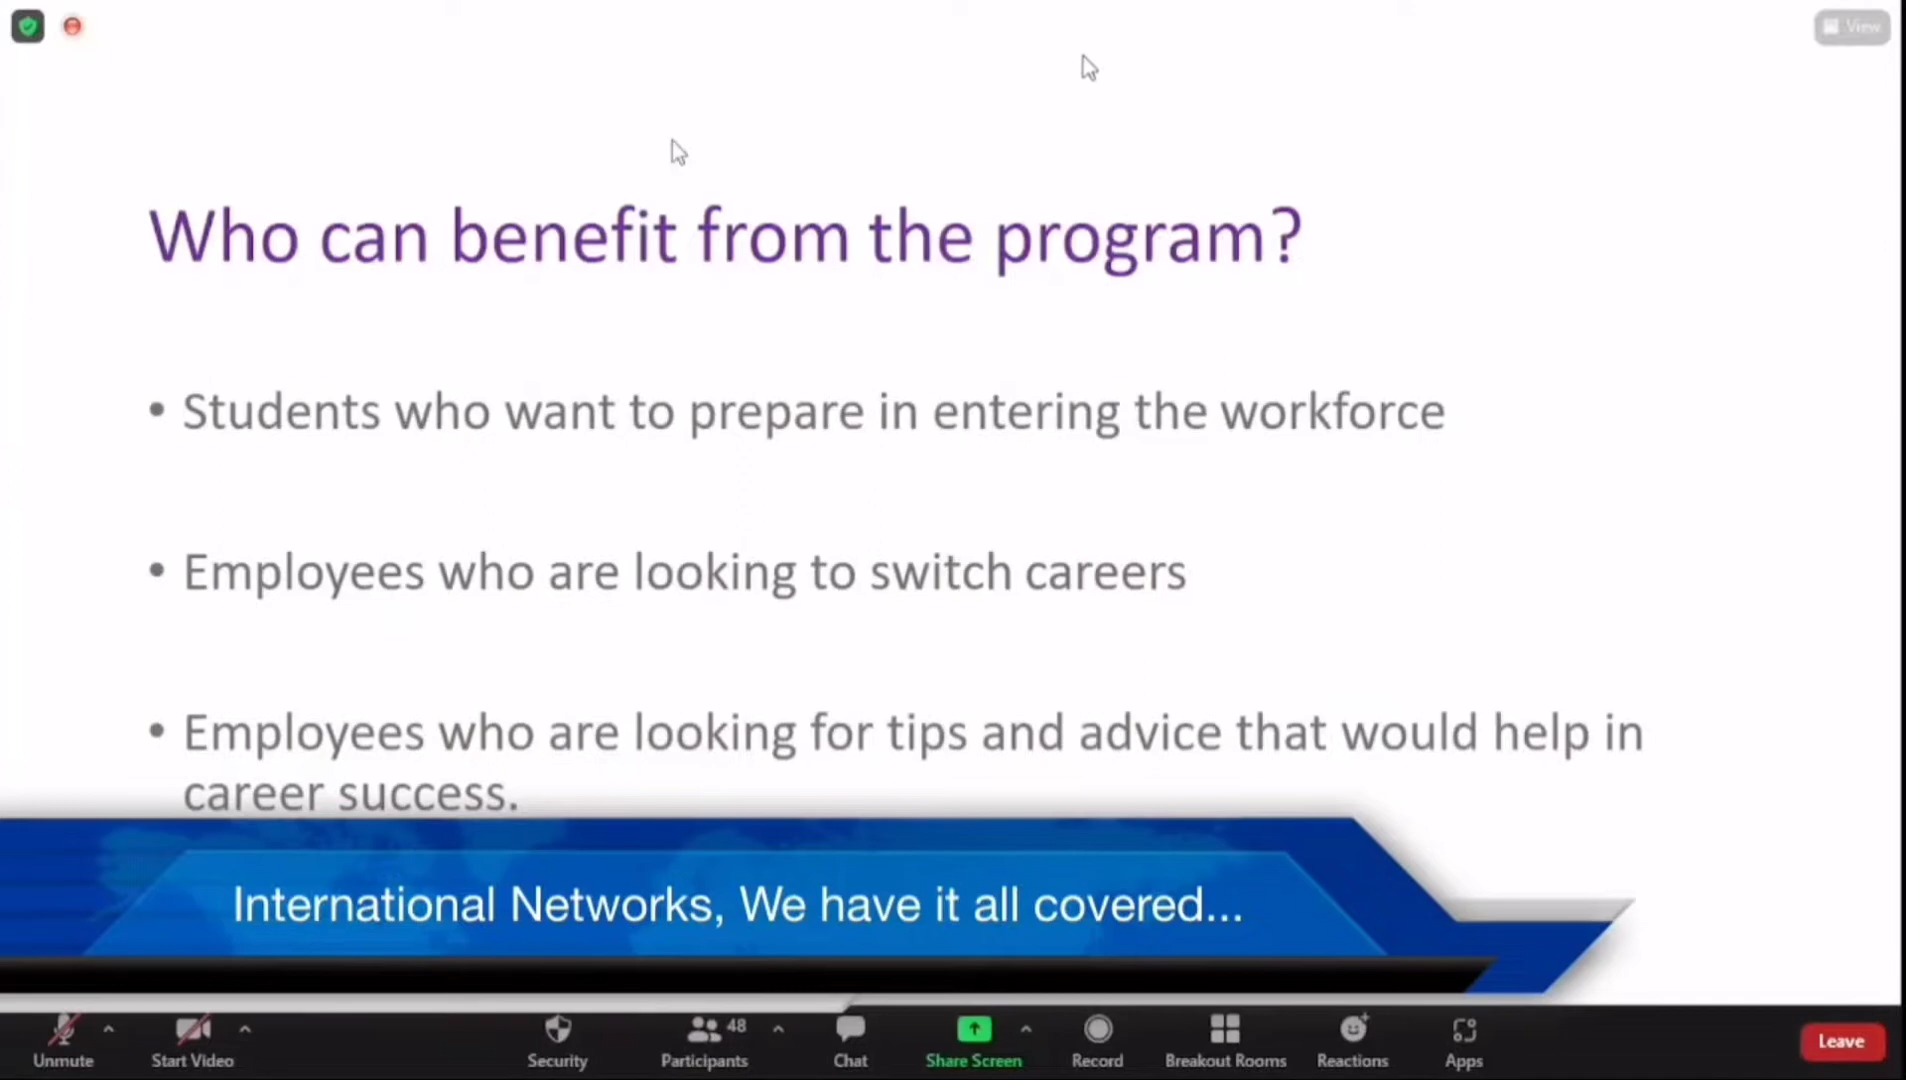 View
Who can benefit from the program?
• Students who want to prepare in entering the workforce
• Employees who are looking to switch careers
• Employees who are looking for tips and advice that would help in
career success.
International Networks, We have it all covered...
48
Unmute
Start Video
Security
Participants
Chat
Share Screen
Record
Breakout Rooms
Reactions
Apps
Leave